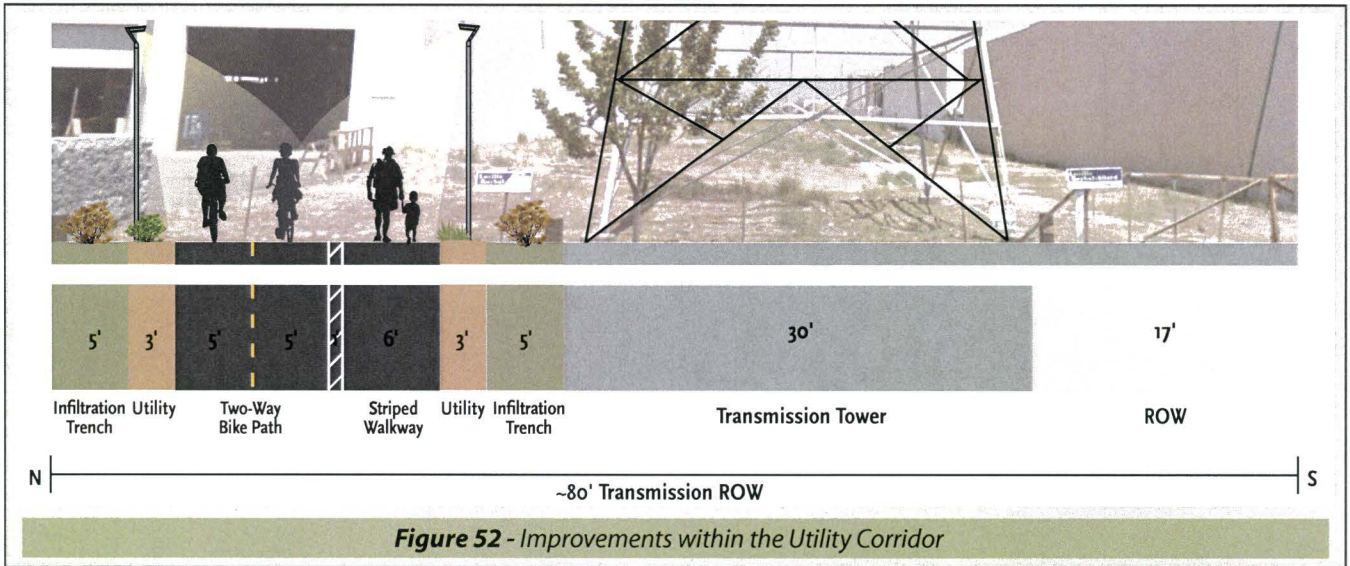 5' 3' 5' 5' 6' 3' 5' 30' 17'
Infiltration Trench
Utility
Two-Way Bike Path
Striped Walkway
Utility
Infiltration Trench
Transmission Tower
ROW
N S
~80' Transmission ROW
Figure 52 - Improvements within the Utility Corridor